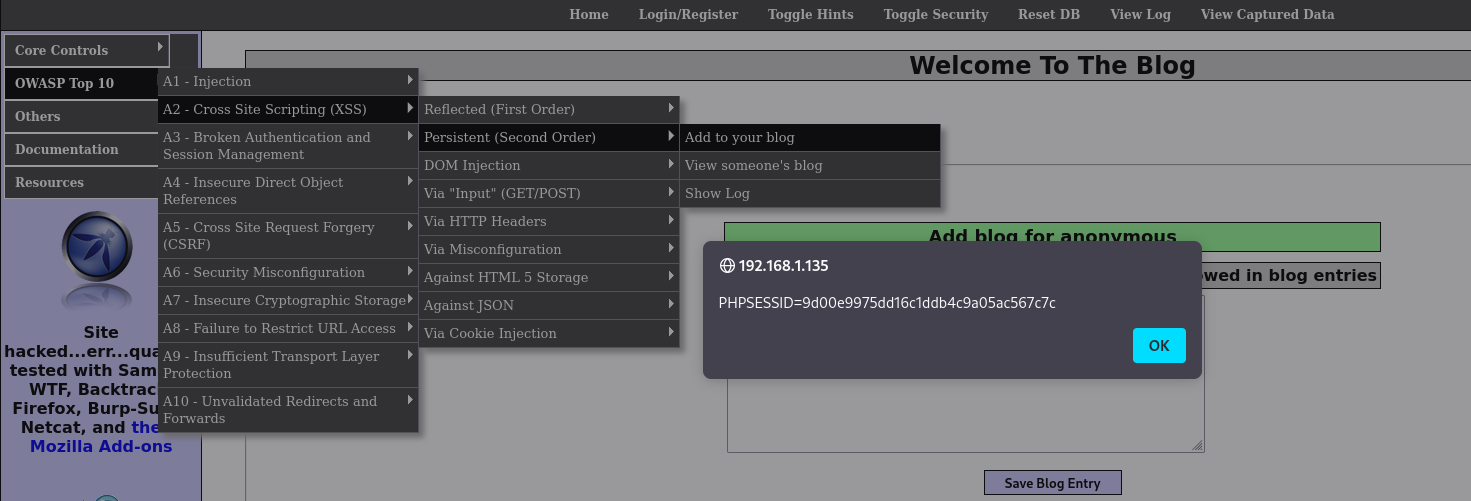 Home Login/Register Toggle Hints Toggle Security Reset DB View Log View Captured Data
Core Controls
OWASP Top 10
Others
Documentation
Resources
A1 - Injection
A2 - Cross Site Scripting (XSS)
A3 - Broken Authentication and
Session Management
A4 - Insecure Direct Object
References
A5 - Cross Site Request Forgery
(CSRF)
A6 - Security Misconfiguration
A7 - Insecure Cryptographic Storage
A8 - Failure to Restrict URL Access
A9 - Insufficient Transport Layer
Protection
A10 - Unvalidated Redirects and
Forwards
Reflected (First Order)
Persistent (Second Order)
DOM Injection
Via "Input" (GET/POST)
Via HTTP Headers
Via Misconfiguration
Against HTML 5 Storage
Against JSON
Via Cookie Injection
Add to your blog
View someone's blog
Show Log
Site
hacked...err...qua
tested with Sam
WTF, Backtrac
Firefox, Burp-Su
Netcat, and the
Mozilla Add-ons
Welcome To The Blog
Add blog for anonymous
owed in blog entries
192.168.1.135
PHPSESSID=9d00e9975dd16c1ddb4c9a05ac567c7c
OK
Save Blog Entry